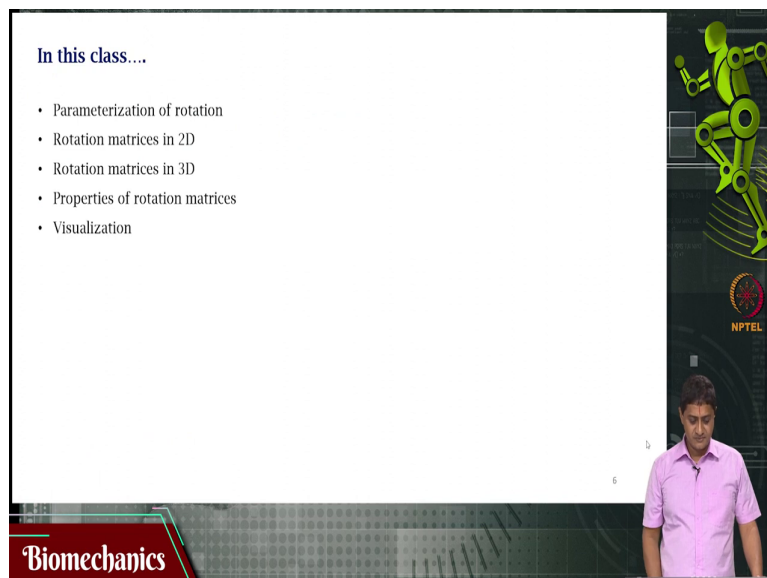 In this class….
• Parameterization of rotation
• Rotation matrices in 2D
• Rotation matrices in 3D
• Properties of rotation matrices
• Visualization
NPTEL
6
Biomechanics